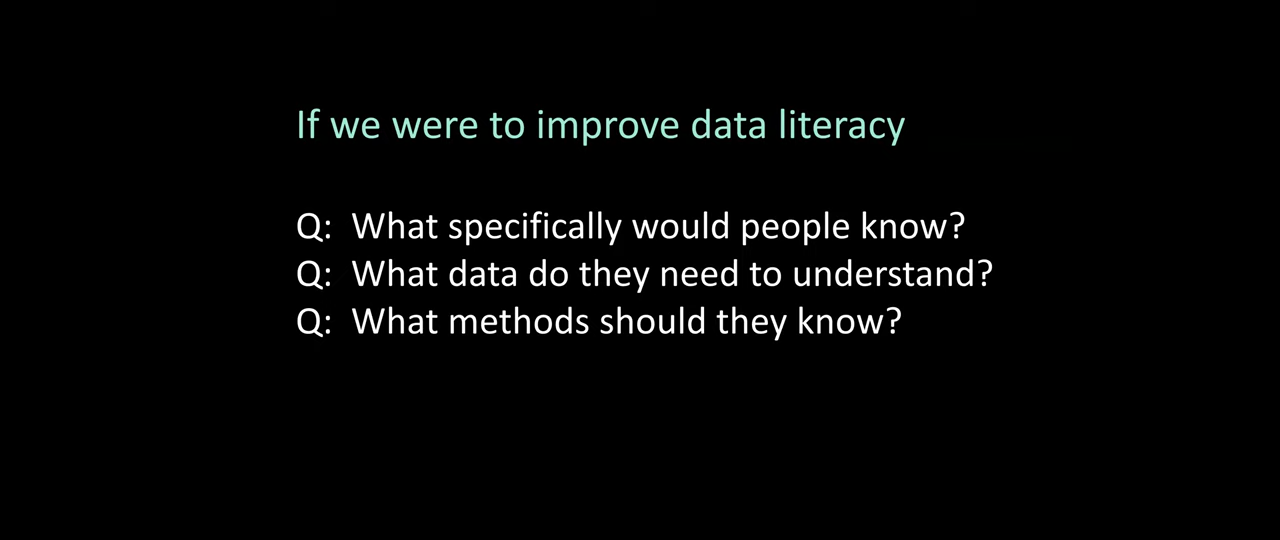 If we were to improve data literacy
Q: What specifically would people know?
Q: What data do they need to understand?
Q: What methods should they know?